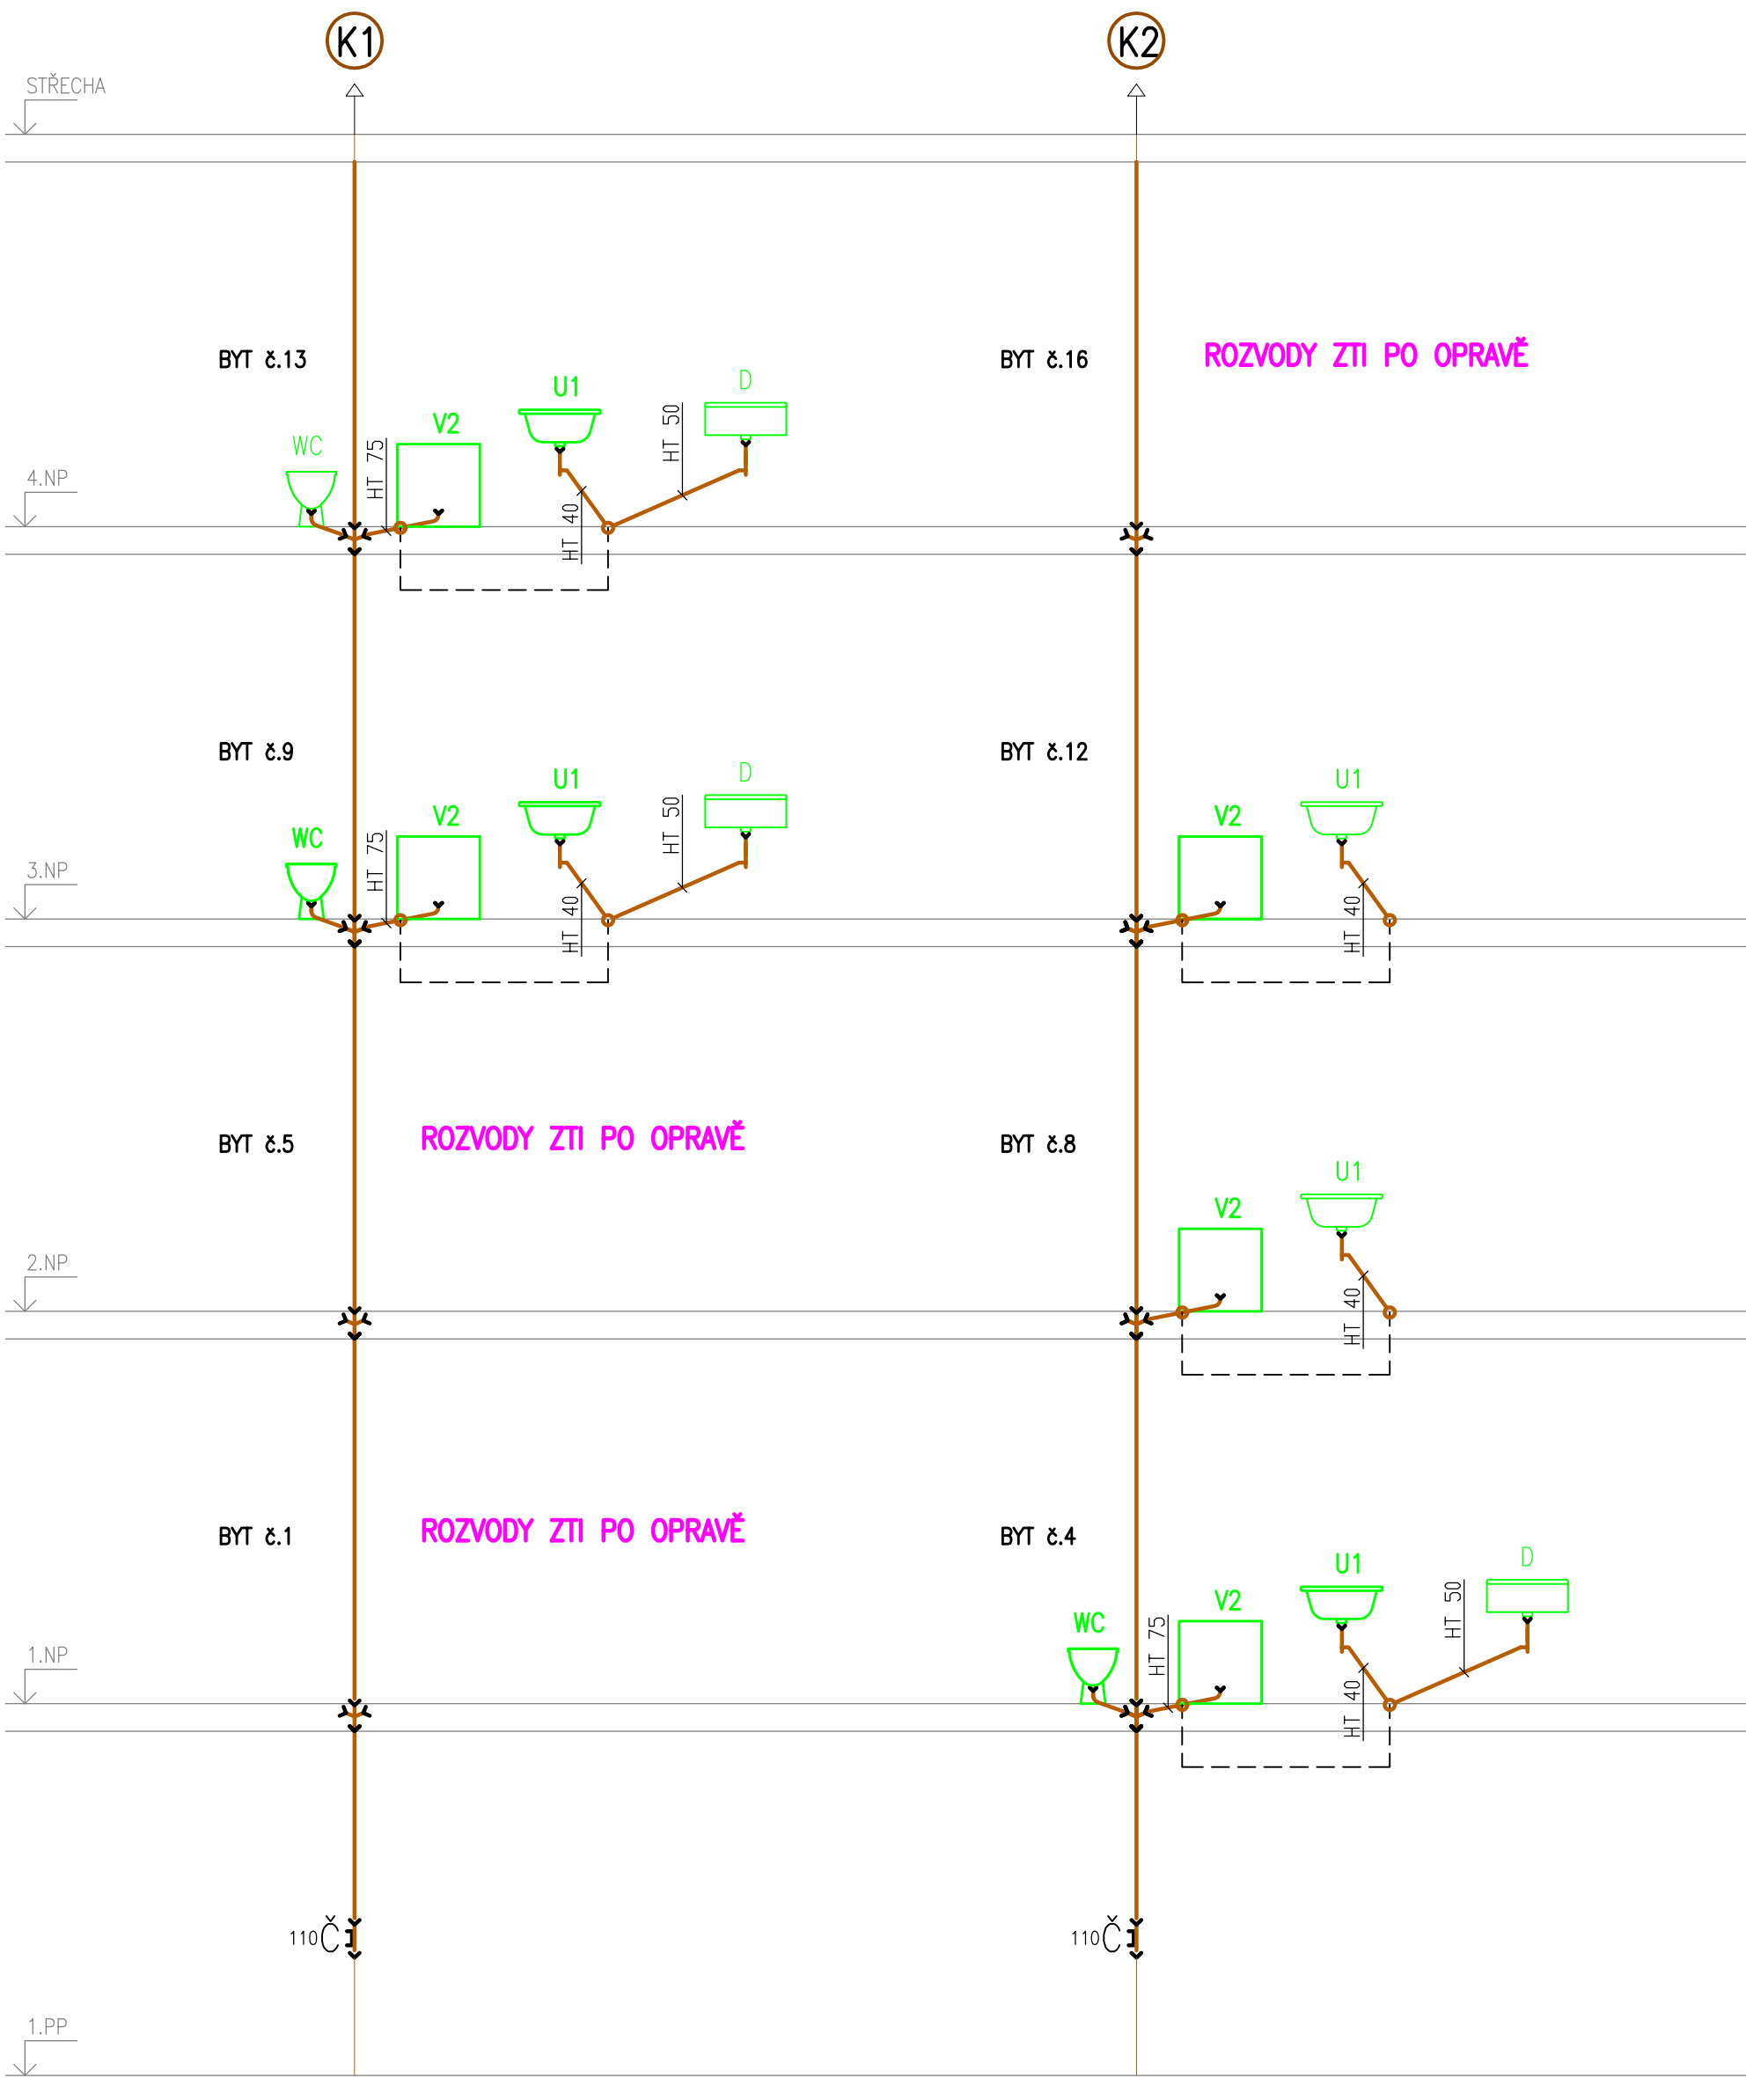 K1 K2
STŘECHA
BYT č.13 BYT č.16 ROZVODY ZTI PO OPRAVĚ
WC V2 U1 D
HT 75 HT 40 HT 50
4.NP
BYT č.9 BYT č.12
WC V2 U1 D V2 U1
HT 75 HT 40 HT 50 HT 40
3.NP
BYT č.5 ROZVODY ZTI PO OPRAVĚ BYT č.8
V2 U1
HT 40
2.NP
BYT č.1 ROZVODY ZTI PO OPRAVĚ BYT č.4
WC V2 U1 D
HT 75 HT 40 HT 50
1.NP
110Č 110Č
1.PP